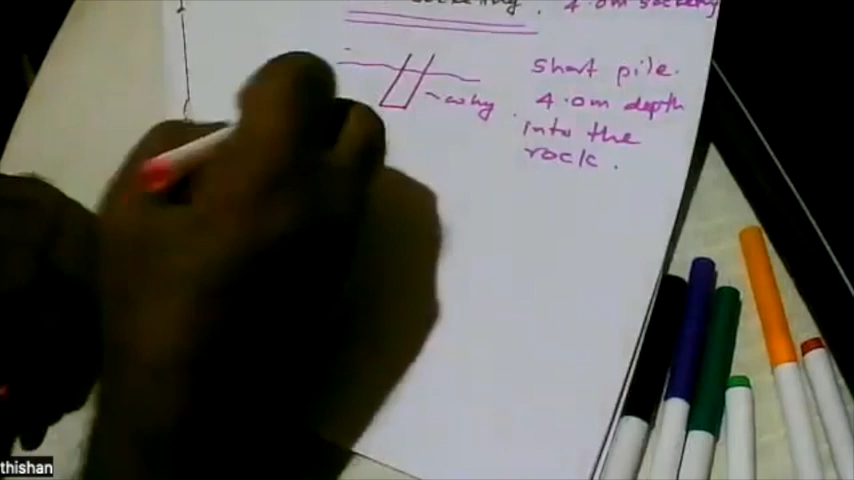 4.0m socketing
short pile.
why
4.0m depth
into the
rock.
thishan